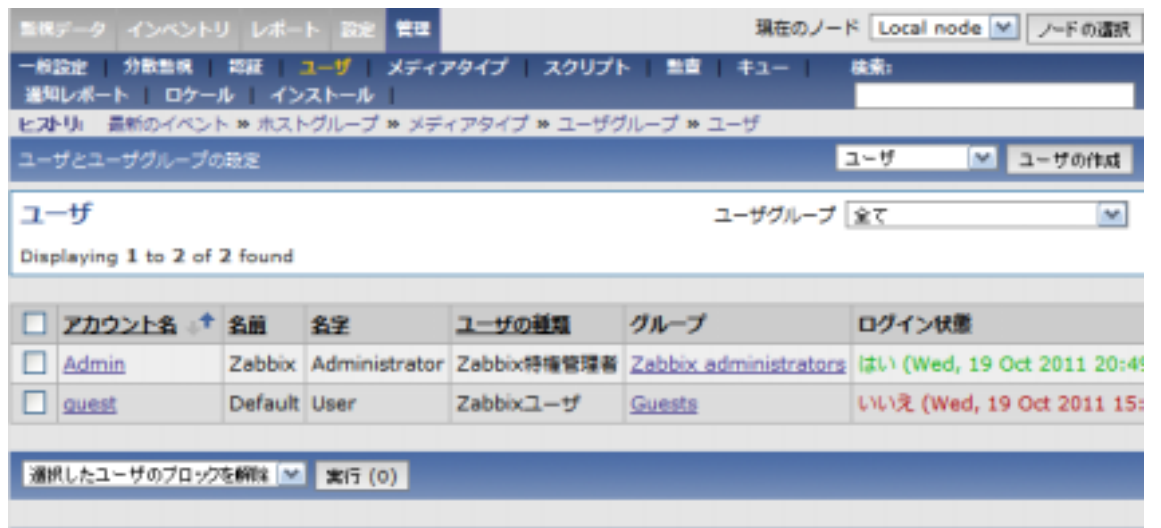 監視データ インベントリ レポート 設定 管理 現在のノード Local node ノードの選択
一般設定 | 分散監視 | 認証 | ユーザ | メディアタイプ | スクリプト | 監査 | キュー | 検索:
通知レポート | ロケール | インストール |
ヒストリ: 最新のイベント » ホストグループ » メディアタイプ » ユーザグループ » ユーザ
ユーザとユーザグループの設定 ユーザ ユーザの作成
ユーザ ユーザグループ 全て
Displaying 1 to 2 of 2 found
アカウント名 名前 名字 ユーザの種類 グループ ログイン状態
Admin Zabbix Administrator Zabbix特権管理者 Zabbix administrators はい (Wed, 19 Oct 2011 20:49
guest Default User Zabbixユーザ Guests いいえ (Wed, 19 Oct 2011 15:
選択したユーザのブロックを解除 実行 (0)